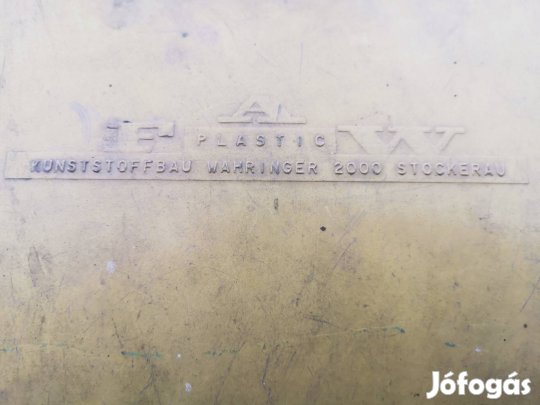 F A W
PLASTIC
KUNSTSTOFFBAU WAHRINGER 2000 STOCKERAU
Jófogás